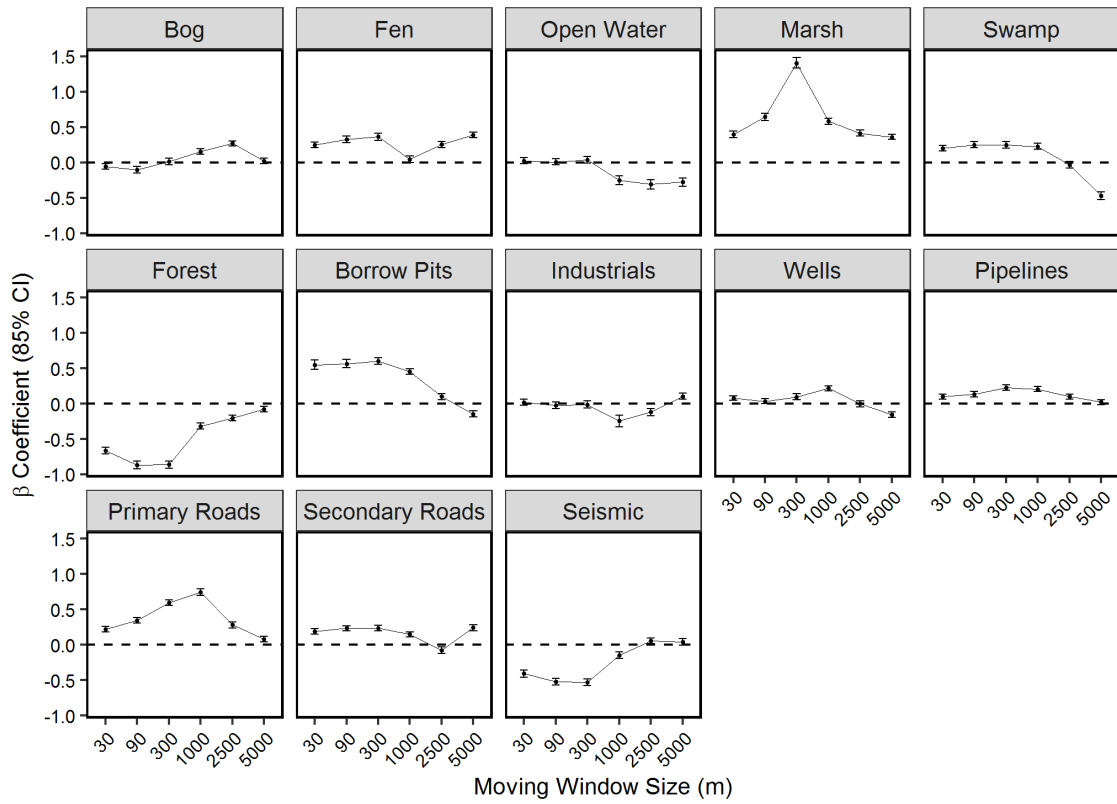 Bog Fen Open Water Marsh Swamp
1.5
1.0
0.5
0.0
-0.5
-1.0
Forest Borrow Pits Industrials Wells Pipelines
1.5
1.0
0.5
0.0
-0.5
-1.0
β Coefficient (85% CI)
30 90 300 1000 2500 5000 30 90 300 1000 2500 5000
Primary Roads Secondary Roads Seismic
1.5
1.0
0.5
0.0
-0.5
-1.0
30 90 300 1000 2500 5000 30 90 300 1000 2500 5000 30 90 300 1000 2500 5000
Moving Window Size (m)